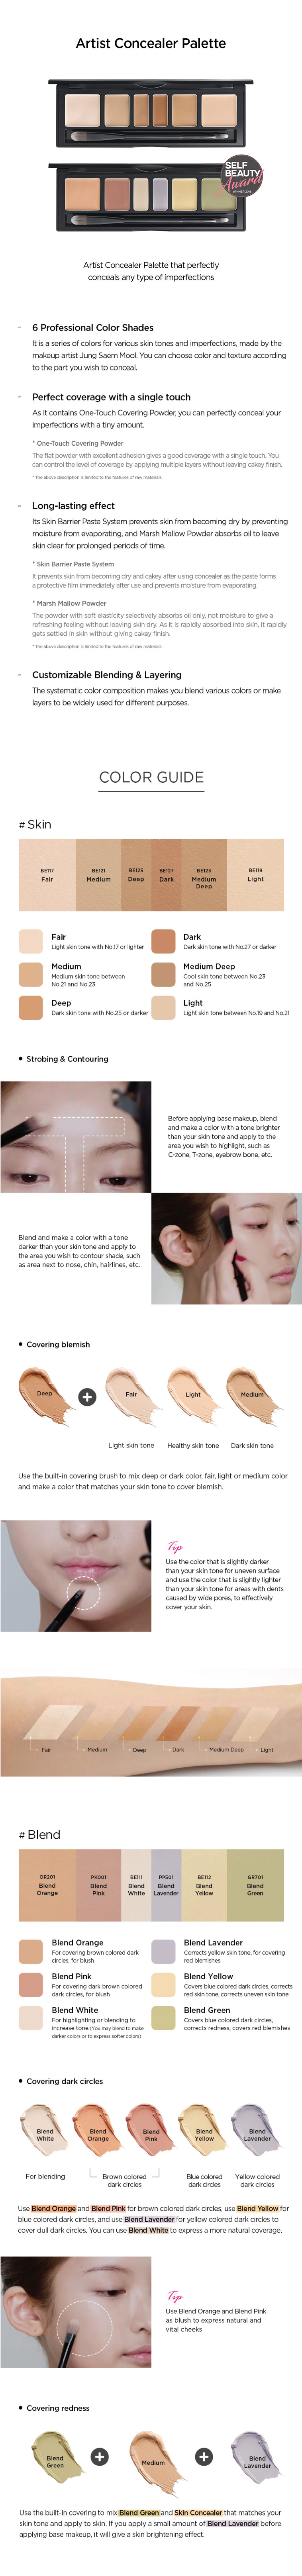 Artist Concealer Palette
SELF
BEAUTY
Award
Artist Concealer Palette that perfectly
conceals any type of imperfections
- 6 Professional Color Shades
It is a series of colors for various skin tones and imperfections, made by the
makeup artist Jung Saem Mool. You can choose color and texture according
to the part you wish to conceal.
- Perfect coverage with a single touch
As it contains One-Touch Covering Powder, you can perfectly conceal your
imperfections with a tiny amount.
* One-Touch Covering Powder
The flat powder with excellent adhesion gives a good coverage with a single touch. You
can control the level of coverage by applying multiple layers without leaving cakey finish.
* The above description is limited to the features of raw materials.
- Long-lasting effect
Its Skin Barrier Paste System prevents skin from becoming dry by preventing
moisture from evaporating, and Marsh Mallow Powder absorbs oil to leave
skin clear for prolonged periods of time.
* Skin Barrier Paste System
It prevents skin from becoming dry and cakey after using concealer as the paste forms
a protective film immediately after use and prevents moisture from evaporating.
* Marsh Mallow Powder
The powder with soft elasticity selectively absorbs oil only, not moisture to give a
refreshing feeling without leaving skin dry. As it is rapidly absorbed into skin, it rapidly
gets settled in skin without giving cakey finish.
* The above description is limited to the features of raw materials.
- Customizable Blending & Layering
The systematic color composition makes you blend various colors or make
layers to be widely used for different purposes.
COLOR GUIDE
# Skin
BE117 BE121 BE125 BE127 BE123 BE119
Fair Medium Deep Dark Medium Deep Light
Fair
Light skin tone with No.17 or lighter
Dark
Dark skin tone with No.27 or darker
Medium
Medium skin tone between
No.21 and No.23
Medium Deep
Cool skin tone between No.23
and No.25
Deep
Dark skin tone with No.25 or darker
Light
Light skin tone between No.19 and No.21
• Strobing & Contouring
Before applying base makeup, blend
and make a color with a tone brighter
than your skin tone and apply to the
area you wish to highlight, such as
C-zone, T-zone, eyebrow bone, etc.
Blend and make a color with a tone
darker than your skin tone and apply to
the area you wish to contour shade, such
as area next to nose, chin, hairlines, etc.
• Covering blemish
Deep + Fair Light Medium
Light skin tone Healthy skin tone Dark skin tone
Use the built-in covering brush to mix deep or dark color, fair, light or medium color
and make a color that matches your skin tone to cover blemish.
Tip
Use the color that is slightly darker
than your skin tone for uneven surface
and use the color that is slightly lighter
than your skin tone for areas with dents
caused by wide pores, to effectively
cover your skin.
Fair Medium Deep Dark Medium Deep Light
# Blend
OR201 PK001 BE111 PP501 BE112 GR701
Blend Orange Blend Pink Blend White Blend Lavender Blend Yellow Blend Green
Blend Orange
For covering brown colored dark
circles, for blush
Blend Lavender
Corrects yellow skin tone, for covering
red blemishes
Blend Pink
For covering dark brown colored
dark circles, for blush
Blend Yellow
Covers blue colored dark circles, corrects
red skin tone, corrects uneven skin tone
Blend White
For highlighting or blending to
increase tone.(You may blend to make
darker colors or to express softer colors)
Blend Green
Covers blue colored dark circles,
corrects redness, covers red blemishes
• Covering dark circles
Blend White Blend Orange Blend Pink Blend Yellow Blend Lavender
For blending Brown colored dark circles Blue colored dark circles Yellow colored dark circles
Use Blend Orange and Blend Pink for brown colored dark circles, use Blend Yellow for
blue colored dark circles, and use Blend Lavender for yellow colored dark circles to
cover dull dark circles. You can use Blend White to express a more natural coverage.
Tip
Use Blend Orange and Blend Pink
as blush to express natural and
vital cheeks
• Covering redness
Blend Green + Medium + Blend Lavender
Use the built-in covering to mix Blend Green and Skin Concealer that matches your
skin tone and apply to skin. If you apply a small amount of Blend Lavender before
applying base makeup, it will give a skin brightening effect.